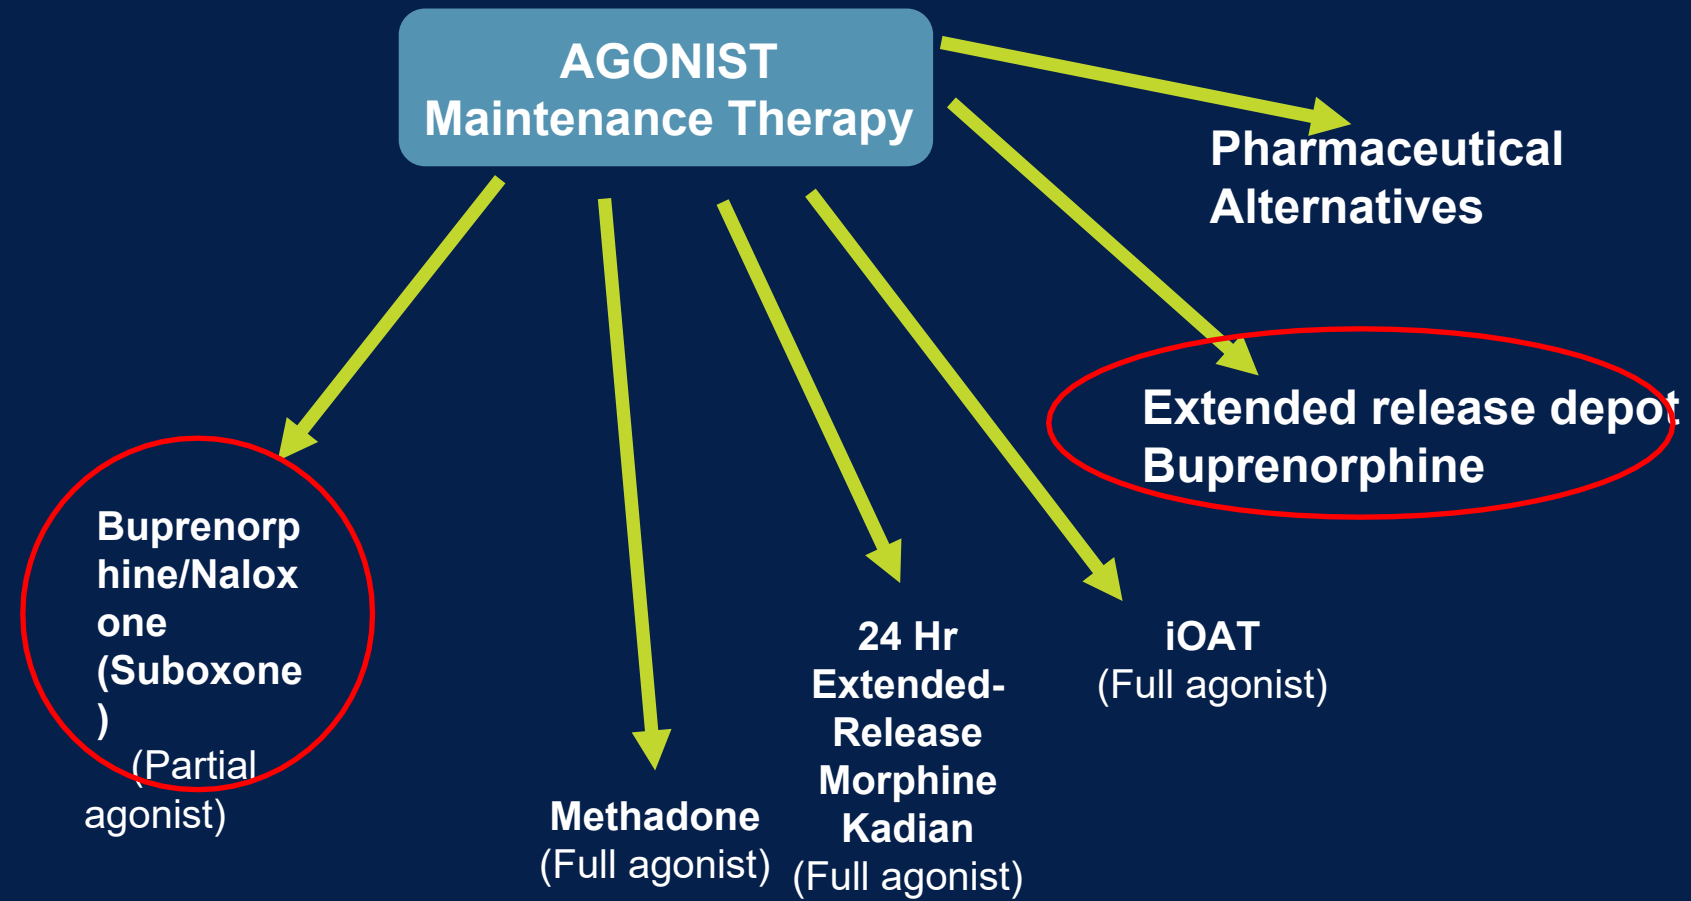 AGONIST
Maintenance Therapy
Pharmaceutical
Alternatives
Extended release depot
Buprenorphine
Buprenorp
hine/Nalox
one
(Suboxone
)
(Partial
agonist)
Methadone
(Full agonist)
24 Hr
Extended-
Release
Morphine
Kadian
(Full agonist)
iOAT
(Full agonist)